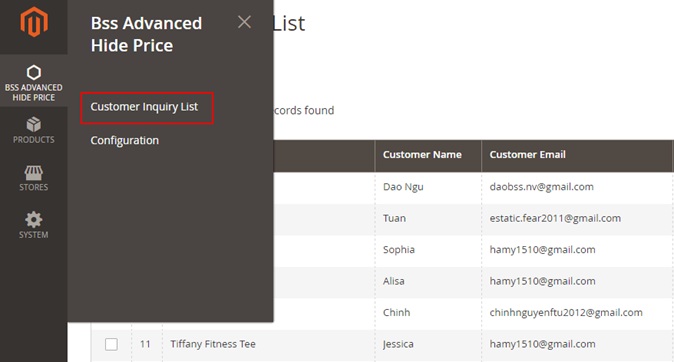 Bss Advanced
Hide Price
List
BSS ADVANCED
HIDE PRICE
Customer Inquiry List
Configuration
PRODUCTS
STORES
SYSTEM
cords found
Customer Name Customer Email
Dao Ngu daobss.nv@gmail.com
Tuan estatic.fear2011@gmail.com
Sophia hamy1510@gmail.com
Alisa hamy1510@gmail.com
Chinh chinhnguyenftu2012@gmail.com
11 Tiffany Fitness Tee Jessica hamy1510@gmail.com